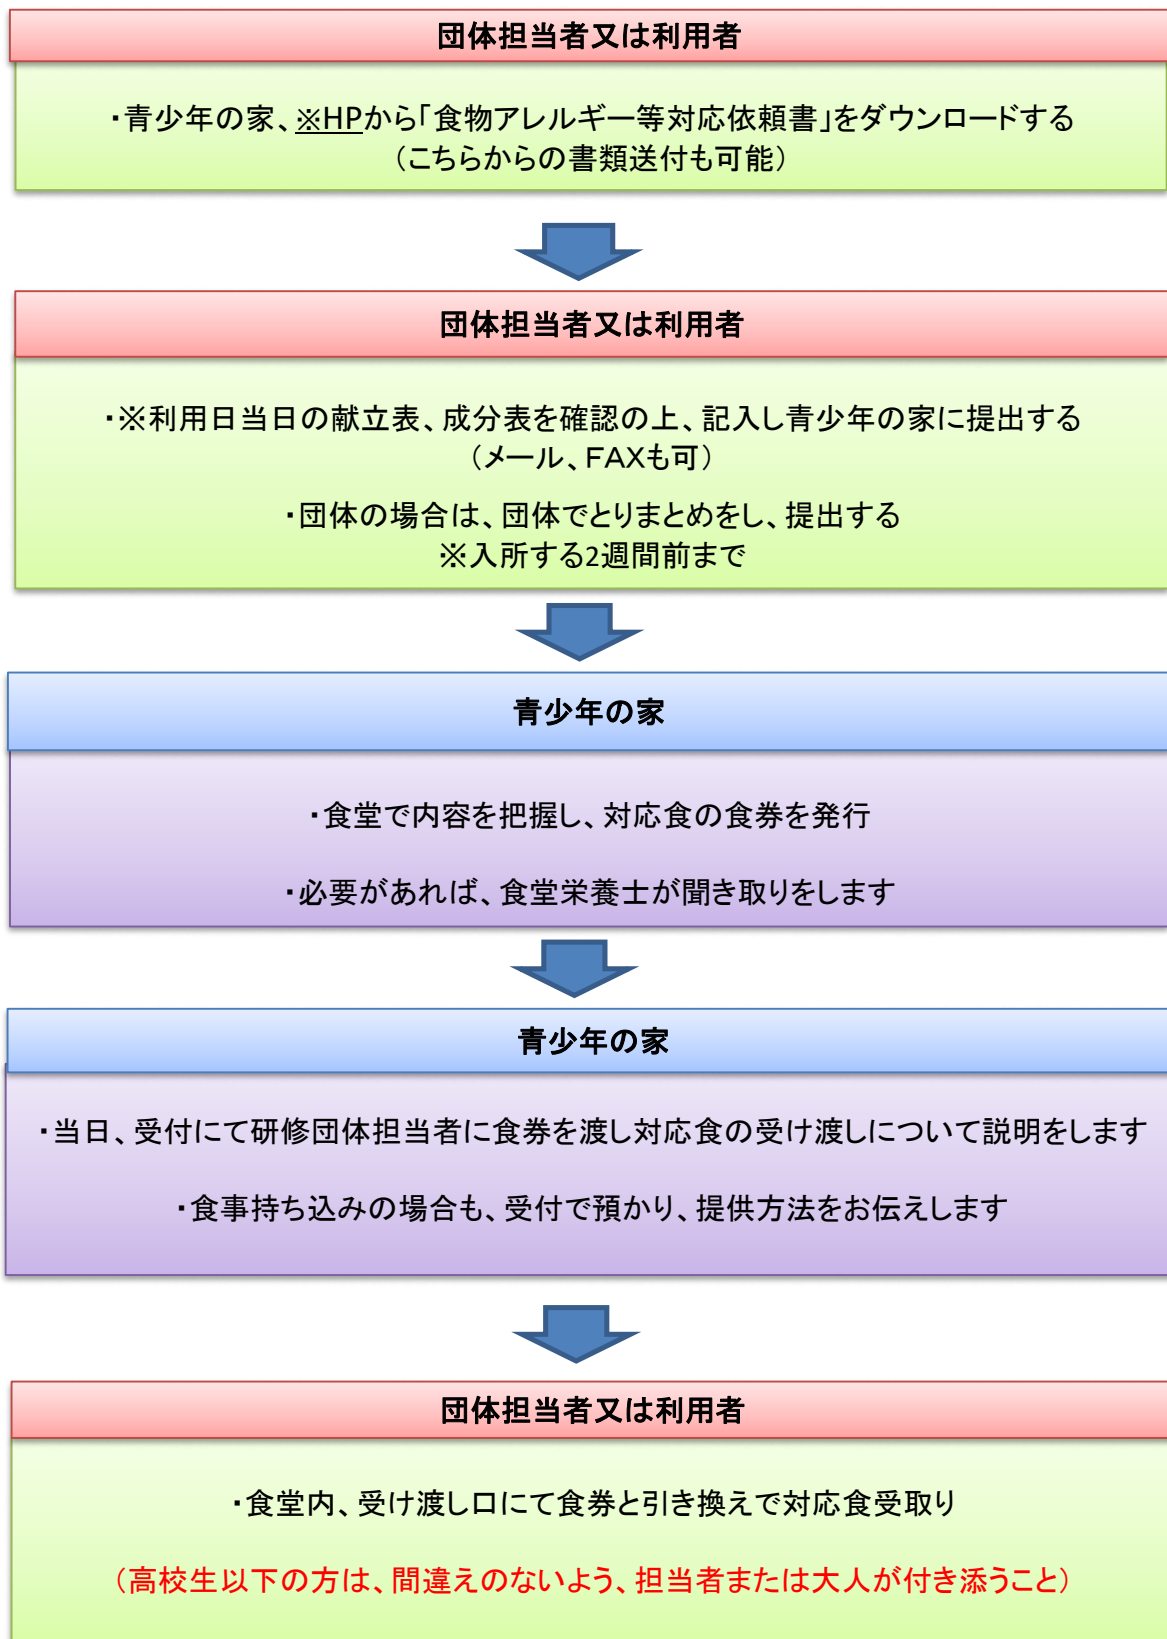 団体担当者又は利用者
・青少年の家、※HPから「食物アレルギー等対応依頼書」をダウンロードする
（こちらからの書類送付も可能）
団体担当者又は利用者
・※利用日当日の献立表、成分表を確認の上、記入し青少年の家に提出する
（メール、FAXも可）
・団体の場合は、団体でとりまとめをし、提出する
※入所する2週間前まで
青少年の家
・食堂で内容を把握し、対応食の食券を発行
・必要があれば、食堂栄養士が聞き取りをします
青少年の家
・当日、受付にて研修団体担当者に食券を渡し対応食の受け渡しについて説明をします
・食事持ち込みの場合も、受付で預かり、提供方法をお伝えします
団体担当者又は利用者
・食堂内、受け渡し口にて食券と引き換えで対応食受取り
（高校生以下の方は、間違えのないよう、担当者または大人が付き添うこと）